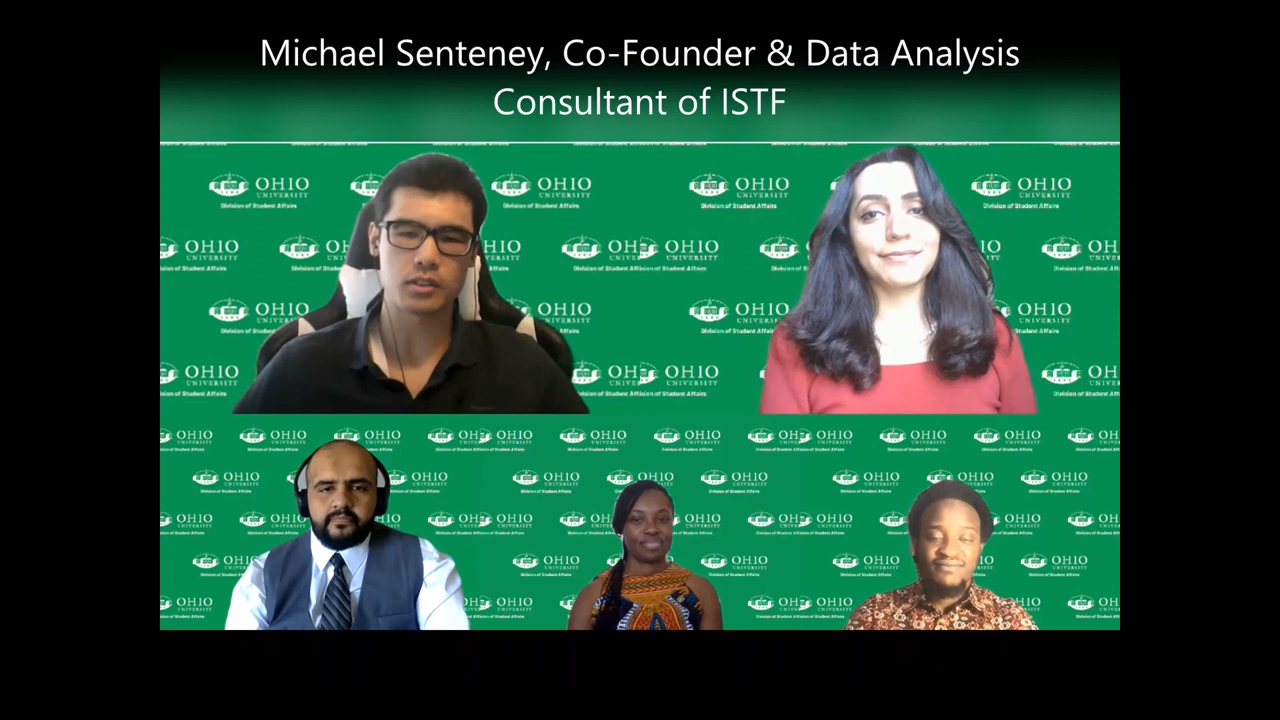 Michael Senteney, Co-Founder & Data Analysis
Consultant of ISTF
OHIO
UNIVERSITY
Division of Student Affairs